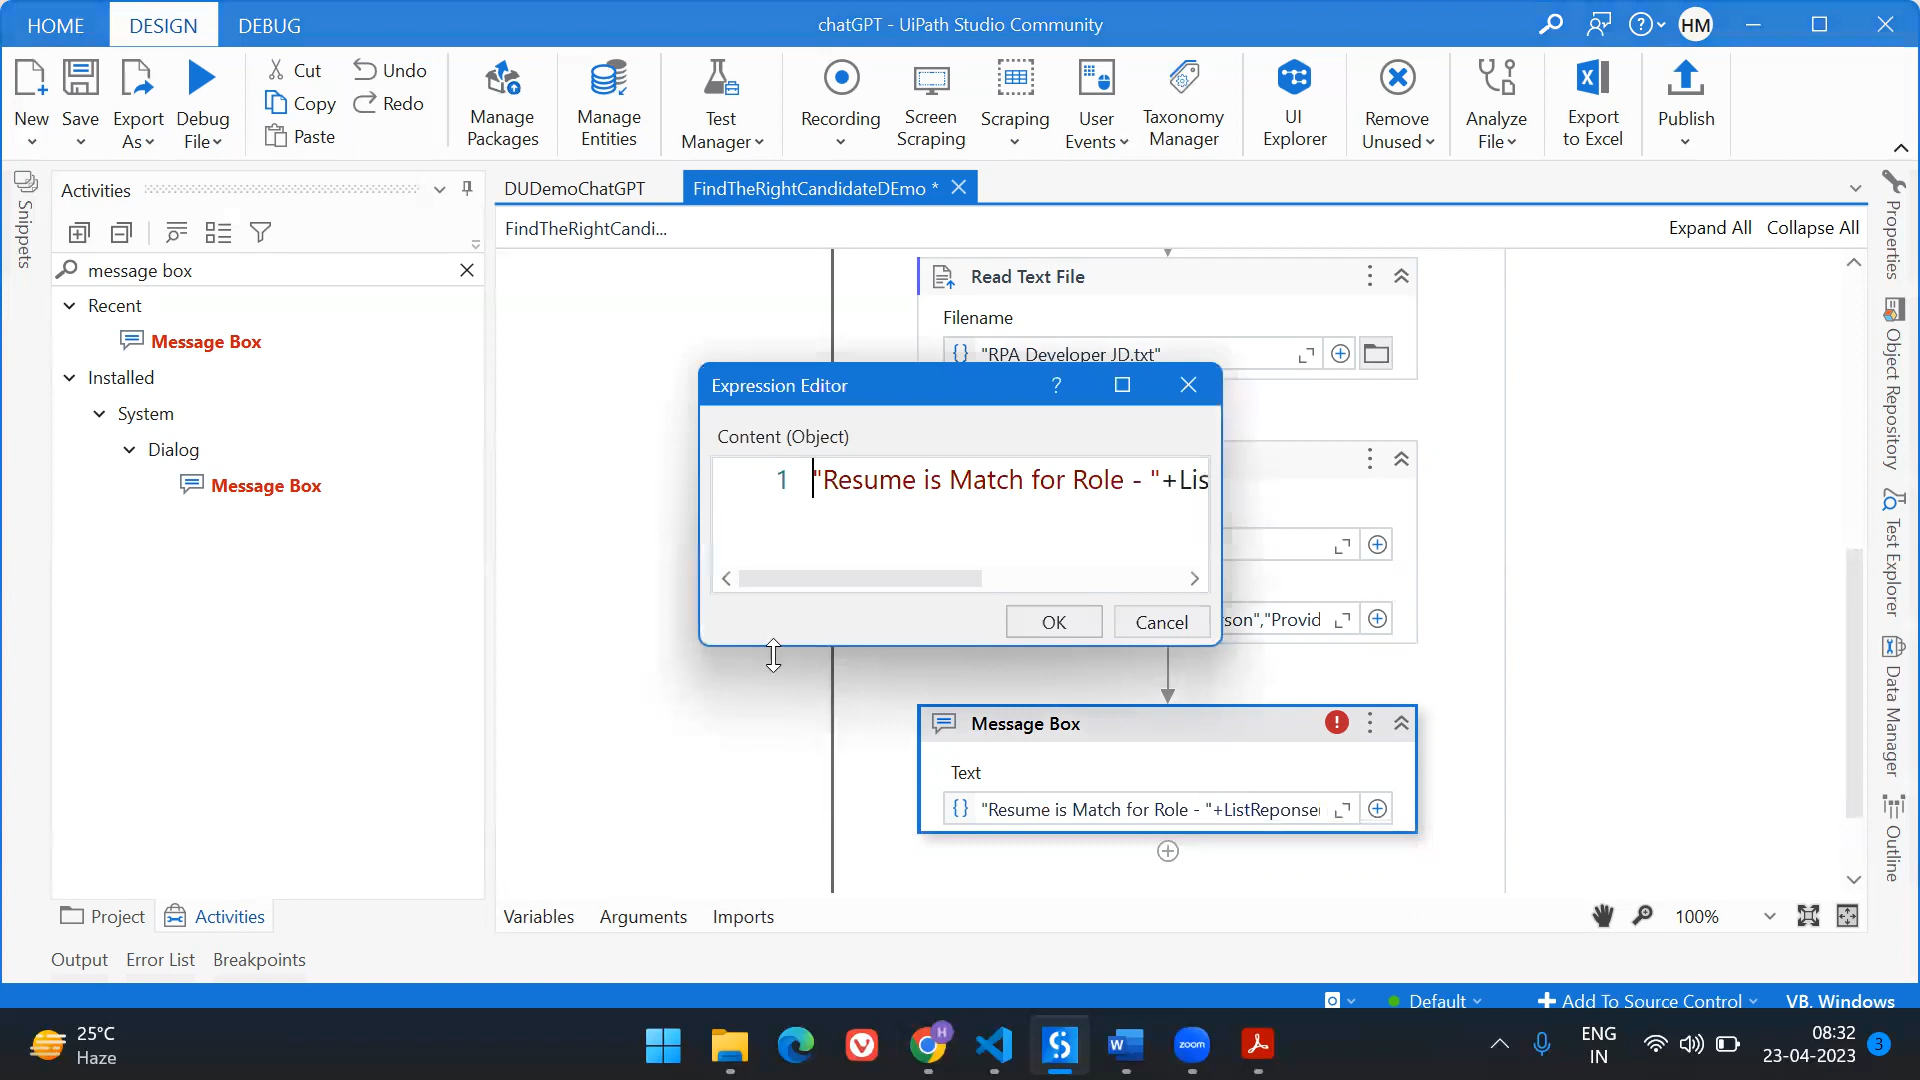 HOME DESIGN DEBUG chatGPT - UiPath Studio Community HM
New Save Export As Debug File
Cut Undo
Copy Redo
Paste
Manage Packages
Manage Entities
Test Manager
Recording
Screen Scraping
Scraping
User Events
Taxonomy Manager
UI Explorer
Remove Unused
Analyze File
Export to Excel
Publish
Snippets
Activities
message box
Recent
Message Box
Installed
System
Dialog
Message Box
Project Activities
DUDemoChatGPT FindTheRightCandidateDEmo *
FindTheRightCandi... Expand All Collapse All
Read Text File
Filename
"RPA Developer JD.txt"
Expression Editor ?
Content (Object)
1 "Resume is Match for Role - "+Lis
OK Cancel
son","Provid
Message Box
Text
"Resume is Match for Role - "+ListReponse(
Variables Arguments Imports 100%
Properties
Object Repository
Test Explorer
Data Manager
Outline
Output Error List Breakpoints
Default Add To Source Control VB, Windows
25°C
Haze
H
W
zoom
ENG
IN
08:32
23-04-2023
3